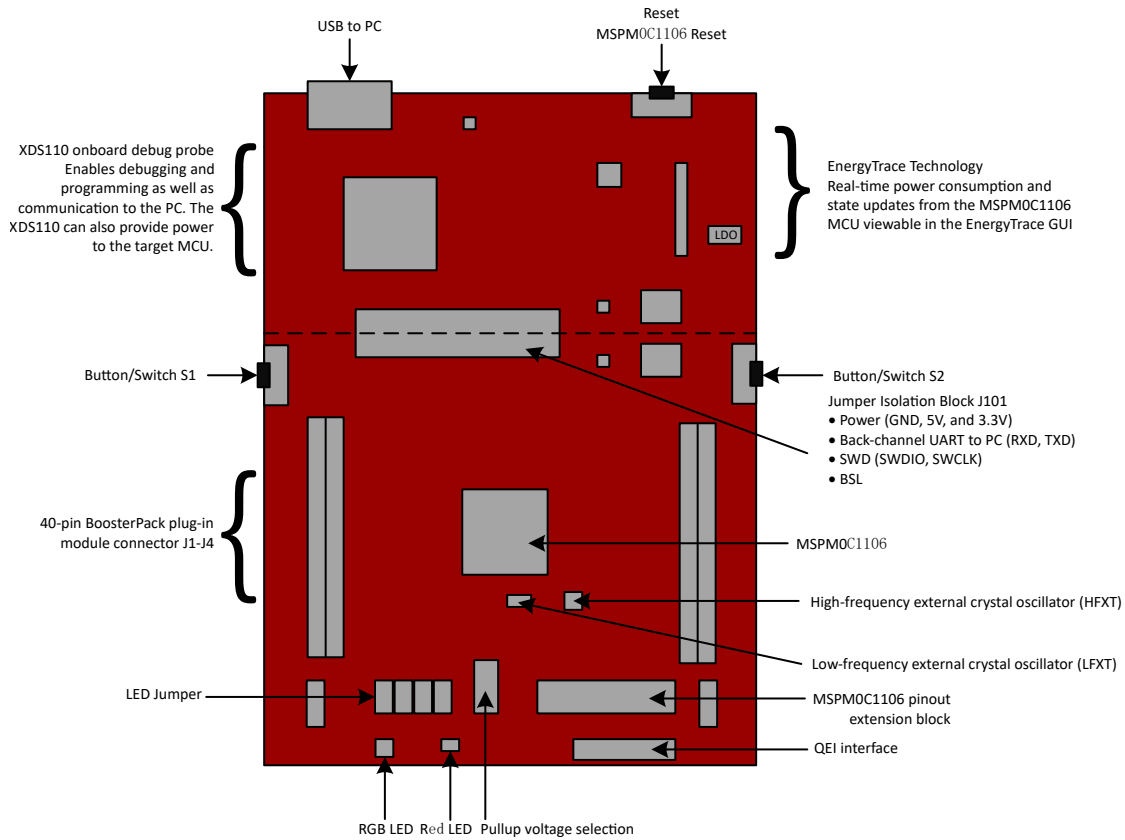 USB to PC
Reset
MSPM0C1106 Reset
XDS110 onboard debug probe
Enables debugging and
programming as well as
communication to the PC. The
XDS110 can also provide power
to the target MCU.
EnergyTrace Technology
Real-time power consumption and
state updates from the MSPM0C1106
MCU viewable in the EnergyTrace GUI
LDO
Button/Switch S1
Button/Switch S2
Jumper Isolation Block J101
• Power (GND, 5V, and 3.3V)
• Back-channel UART to PC (RXD, TXD)
• SWD (SWDIO, SWCLK)
• BSL
40-pin BoosterPack plug-in
module connector J1-J4
MSPM0C1106
High-frequency external crystal oscillator (HFXT)
Low-frequency external crystal oscillator (LFXT)
LED Jumper
MSPM0C1106 pinout
extension block
QEI interface
RGB LED
Red LED
Pullup voltage selection